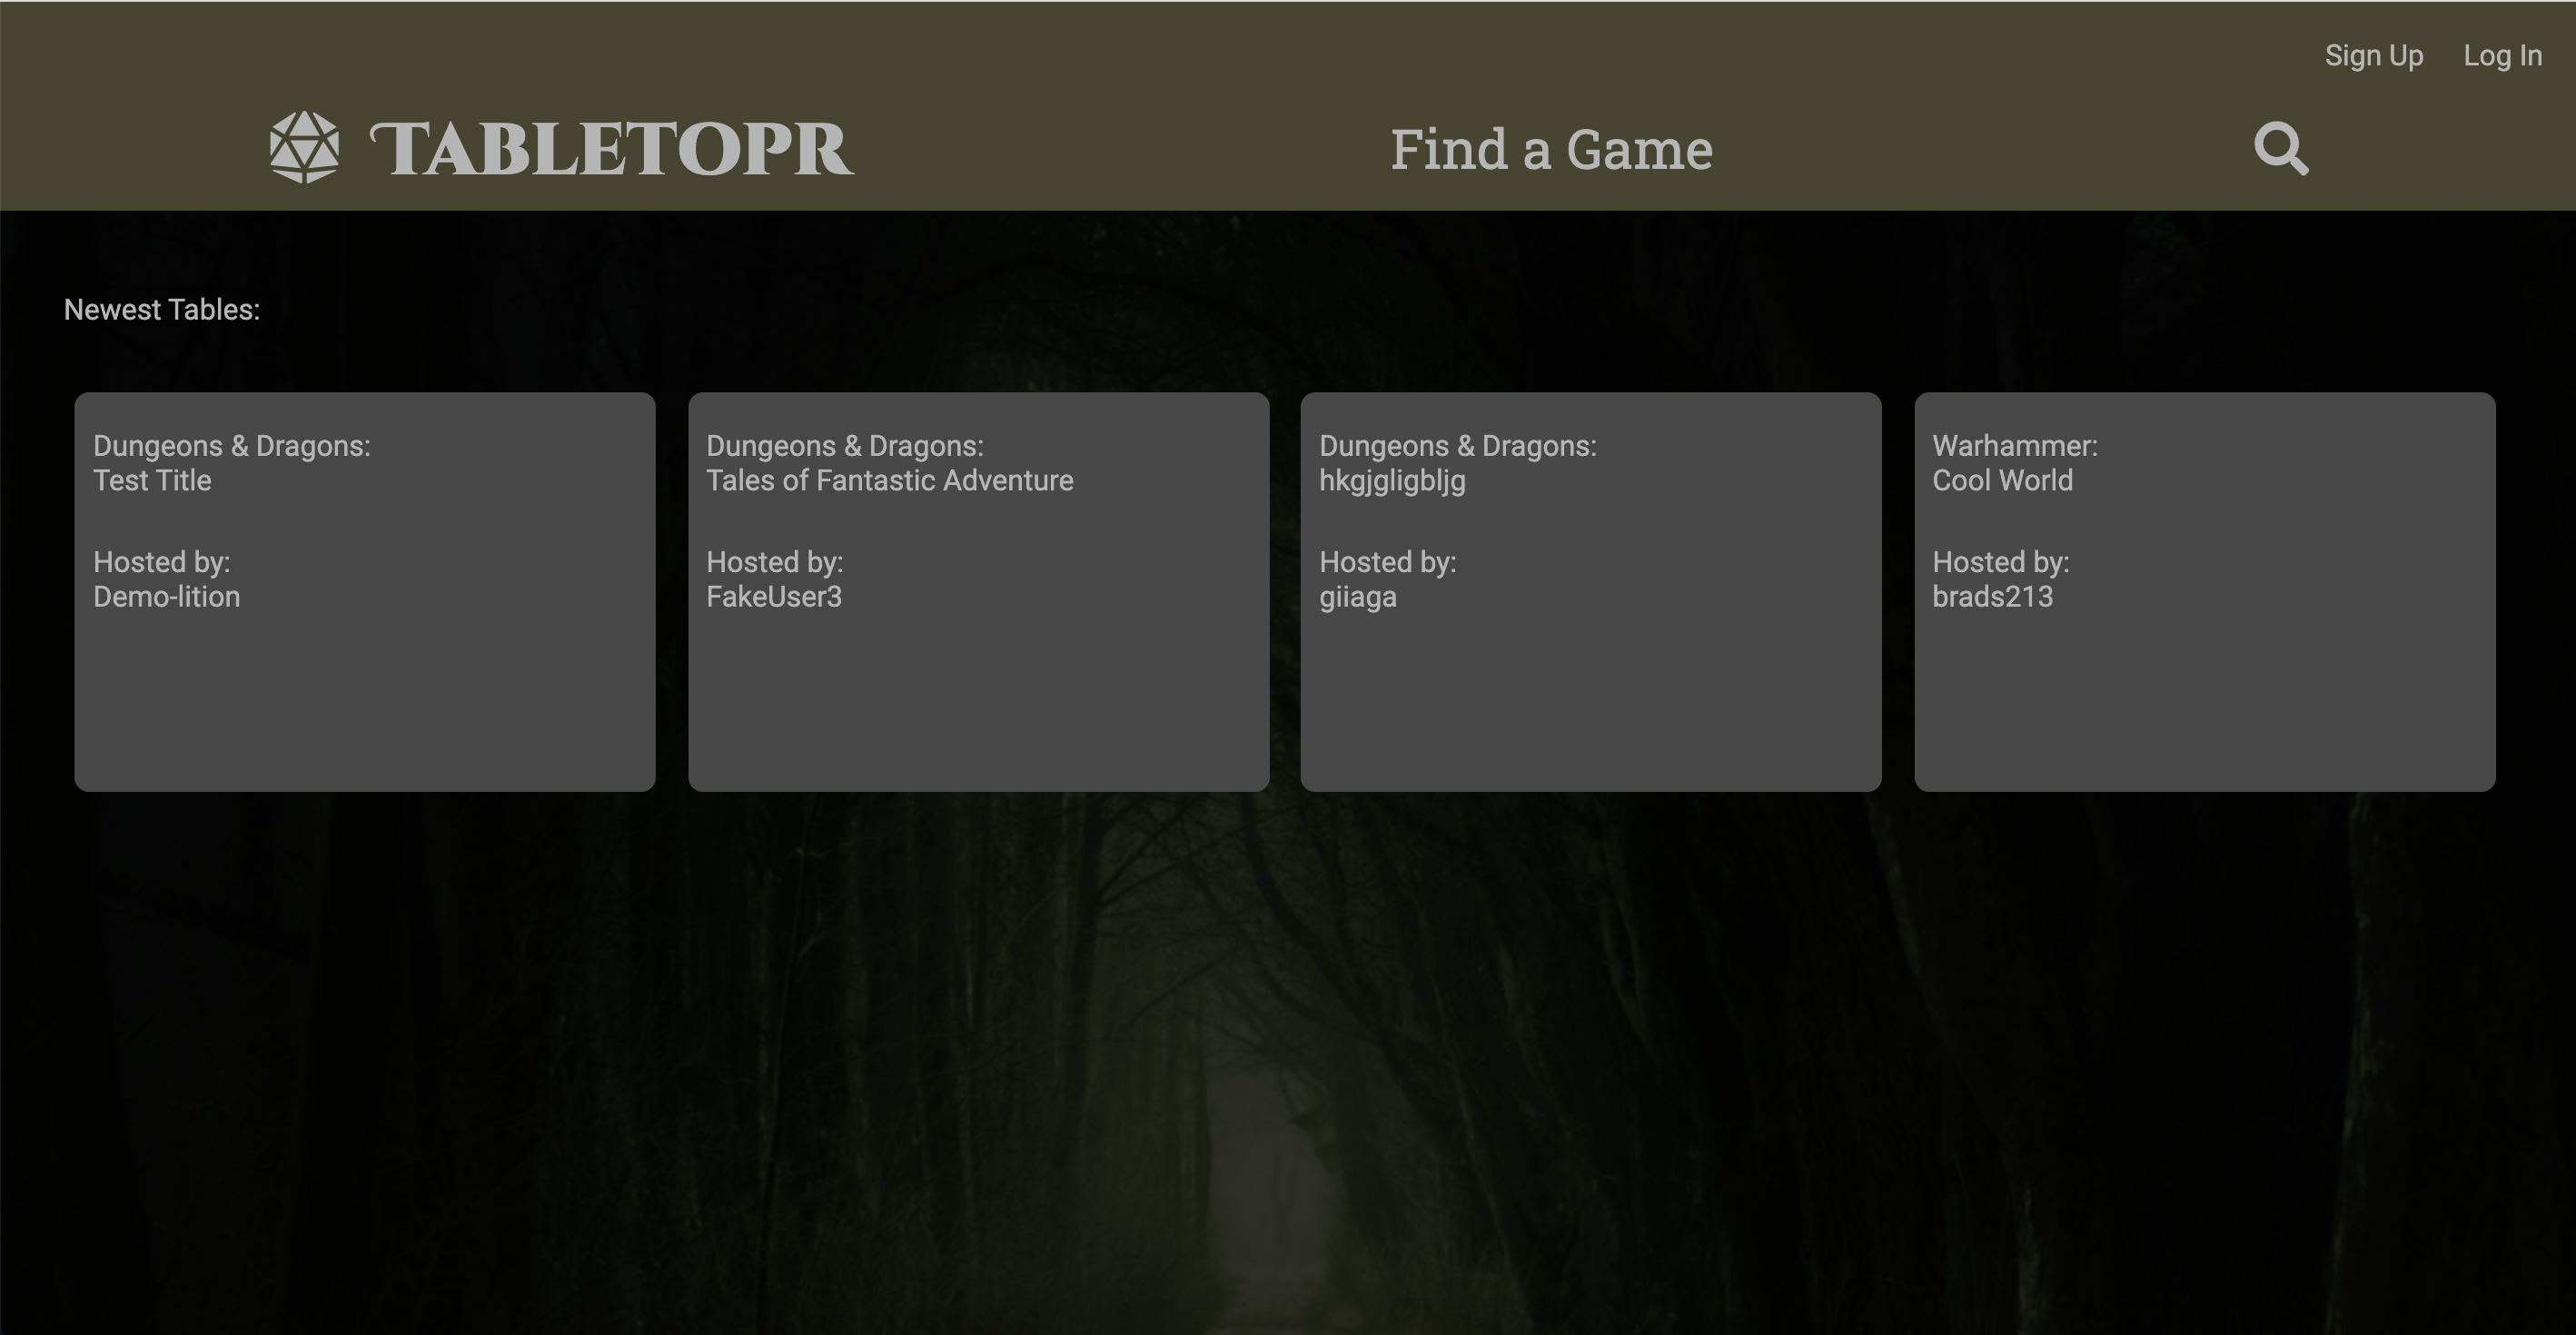 Sign Up Log In
TABLETOPR
Find a Game
Newest Tables:
Dungeons & Dragons:
Test Title
Hosted by:
Demo-lition
Dungeons & Dragons:
Tales of Fantastic Adventure
Hosted by:
FakeUser3
Dungeons & Dragons:
hkgjgligbljg
Hosted by:
giiaga
Warhammer:
Cool World
Hosted by:
brads213